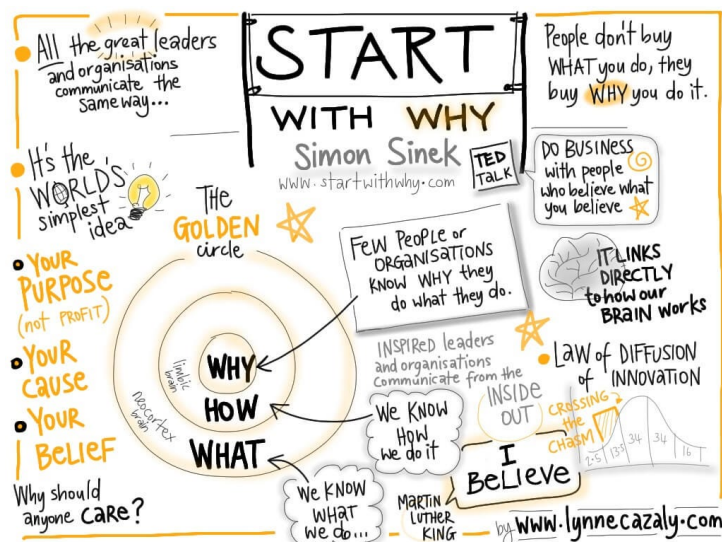 All the great leaders
and organisations
communicate the
same way...
START
WITH WHY
Simon Sinek
www.startwithwhy.com
TED
TALK
People don't buy
WHAT you do, they
buy WHY you do it.
DO BUSINESS
with people
who believe what
you believe
It's the
WORLD'S
simplest
idea
THE
GOLDEN
circle
FEW PEOPLE or
ORGANISATIONS
KNOW WHY they
do what they do.
IT LINKS
DIRECTLY
to how our
BRAIN WORKS
YOUR
PURPOSE
(not PROFIT)
YOUR
CAUSE
YOUR
BELIEF
Why should
anyone CARE?
WHY
limbic
brain
HOW
neocortex
brain
WHAT
INSPIRED leaders
and organisations
communicate from the
INSIDE
OUT
We KNOW
HOW
we do it
We KNOW
WHAT
we do...
I
BELIEVE
MARTIN
LUTHER
KING
LAW of DIFFUSION
of INNOVATION
CROSSING
the
CHASM
2.5 13.5 34 34 16
by www.lynnecazaly.com